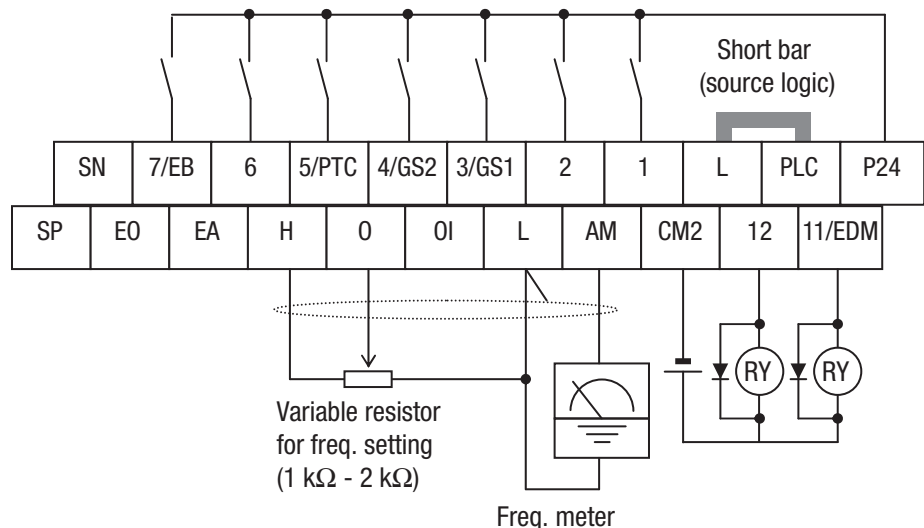 Short bar
(source logic)
SN 7/EB 6 5/PTC 4/GS2 3/GS1 2 1 L PLC P24
SP EO EA H O OI L AM CM2 12 11/EDM
RY RY
Variable resistor
for freq. setting
(1 kΩ - 2 kΩ)
Freq. meter